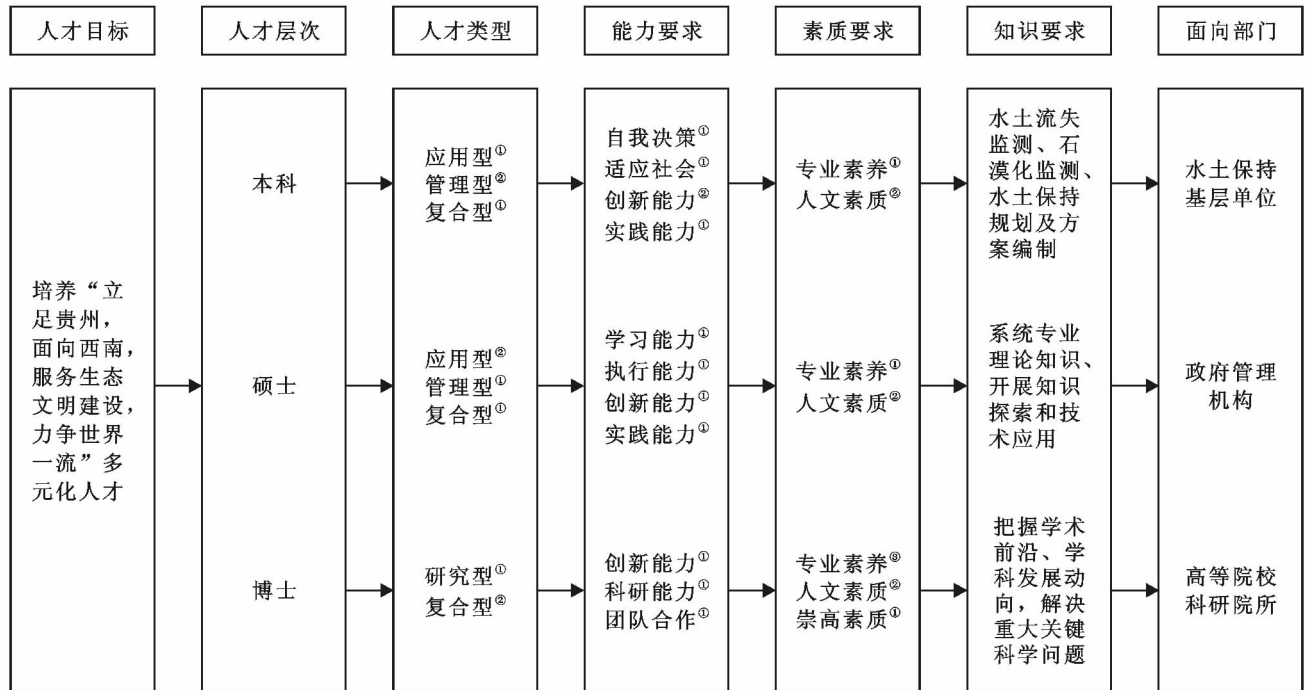 人才目标
人才层次
人才类型
能力要求
素质要求
知识要求
面向部门
培养“立
足贵州，
面向西南，
服务生态
文明建设，
力争世界
一流”多
元化人才
本科
应用型①
管理型②
复合型①
自我决策①
适应社会①
创新能力②
实践能力①
专业素养①
人文素质②
水土流失
监测、石
漠化监测、
水土保持
规划及方
案编制
水土保持
基层单位
硕士
应用型②
管理型①
复合型①
学习能力①
执行能力①
创新能力①
实践能力①
专业素养①
人文素质②
系统专业
理论知识、
开展知识
探索和技
术应用
政府管理
机构
博士
研究型①
复合型②
创新能力①
科研能力①
团队合作①
专业素养③
人文素质②
崇高素质①
把握学术
前沿、学
科发展动
向，解决
重大关键
科学问题
高等院校
科研院所